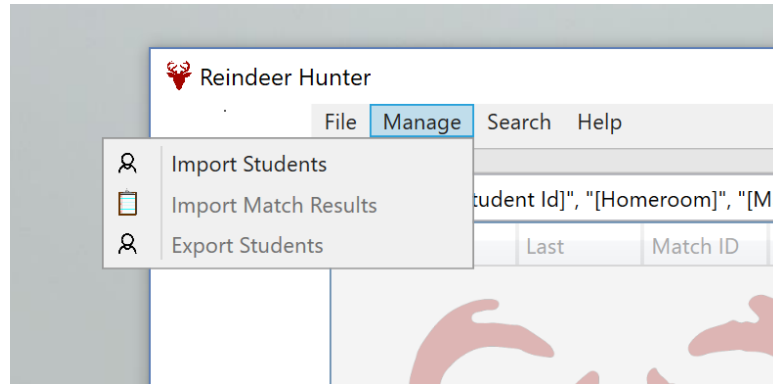 Reindeer Hunter
File Manage Search Help
Import Students
Import Match Results
Export Students
tudent Id]", "[Homeroom]", "[M
Last Match ID